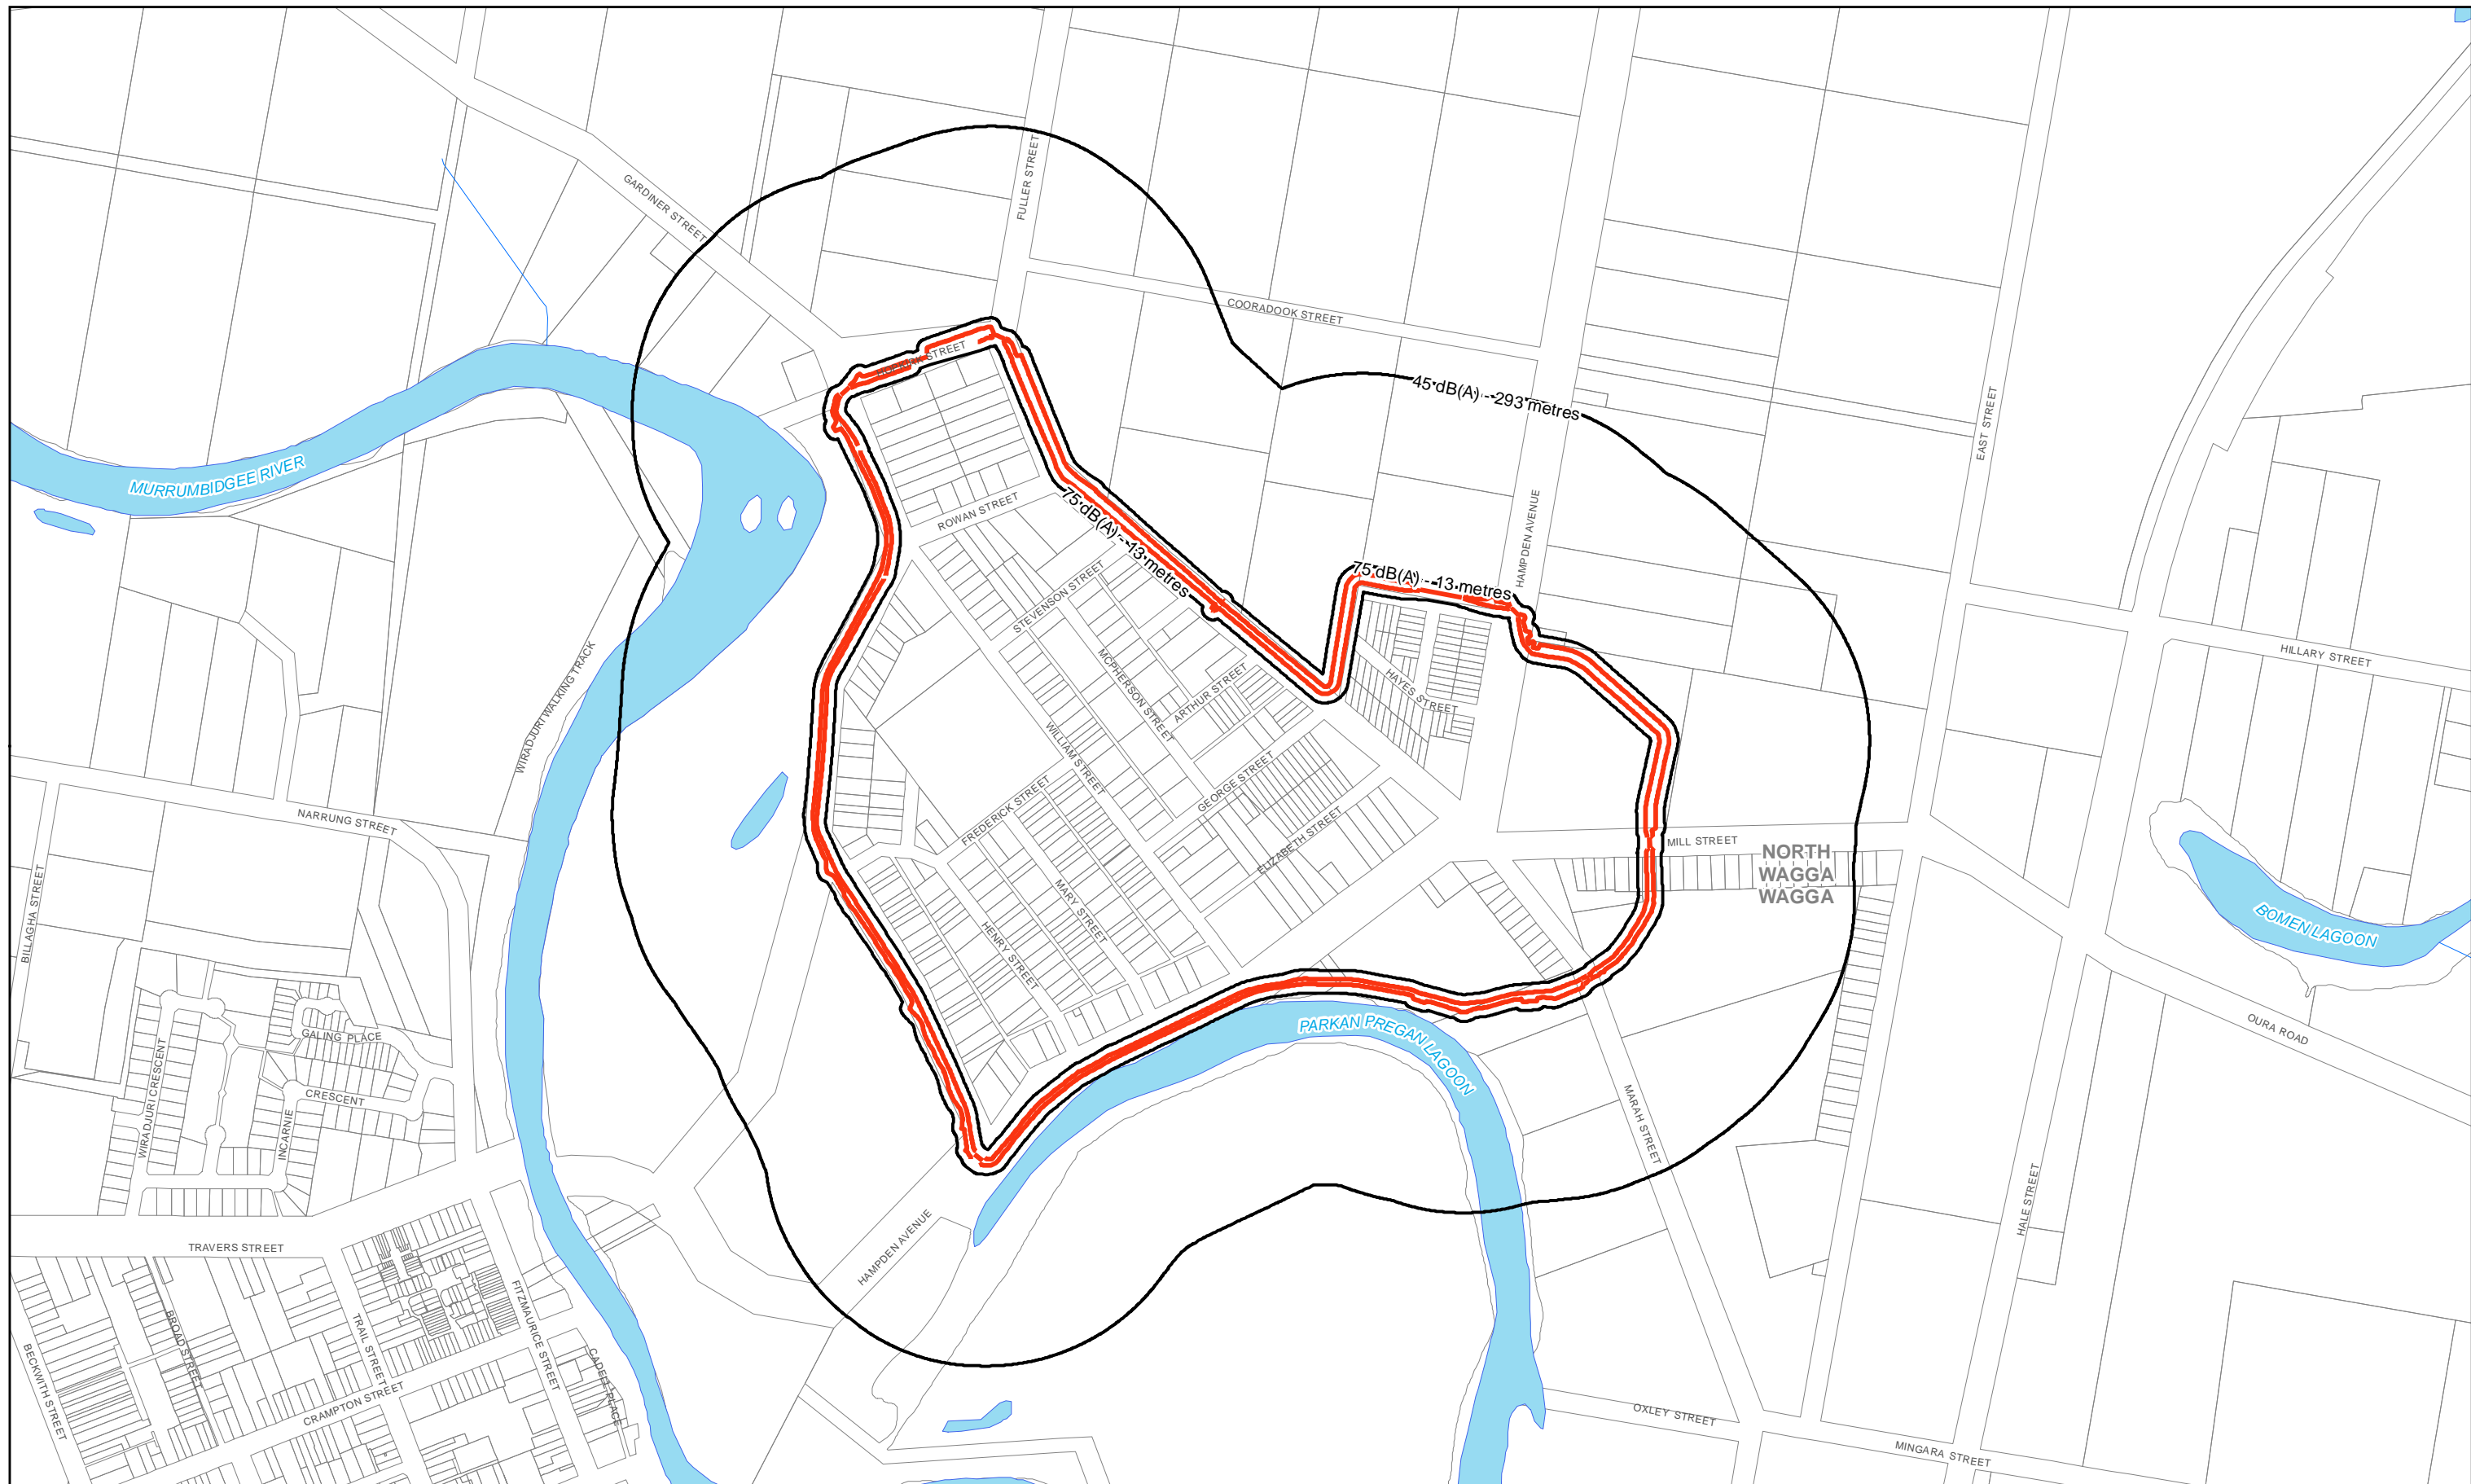 GARDINER STREET
FULLER STREET
COORADOOK STREET
45 dB(A) - 293 metres
EAST STREET
MURRUMBIDGEE RIVER
ROWAN STREET
75 dB(A) - 13 metres
HAMPDEN AVENUE
75 dB(A) - 13 metres
STEVENSON STREET
MCPHERSON STREET
ARTHUR STREET
HAYES STREET
HILLARY STREET
WIRADJURI WALKING TRACK
WILLIAM STREET
GEORGE STREET
FREDERICK STREET
ELIZABETH STREET
NARRUNG STREET
MILL STREET
NORTH
WAGGA
WAGGA
BILLAGHA STREET
MARY STREET
HENRY STREET
BOMEN LAGOON
PARKAN PREGAN LAGOON
OURA ROAD
GALING PLACE
WIRADJURI CRESCENT
CRESCENT
INCARNIE
MARAH STREET
HALE STREET
HAMPDEN AVENUE
TRAVERS STREET
FITZMAURICE STREET
TRAIL STREET
BROAD STREET
BECKWITH STREET
CADELL PLACE
CRAMPTON STREET
OXLEY STREET
MINGARA STREET